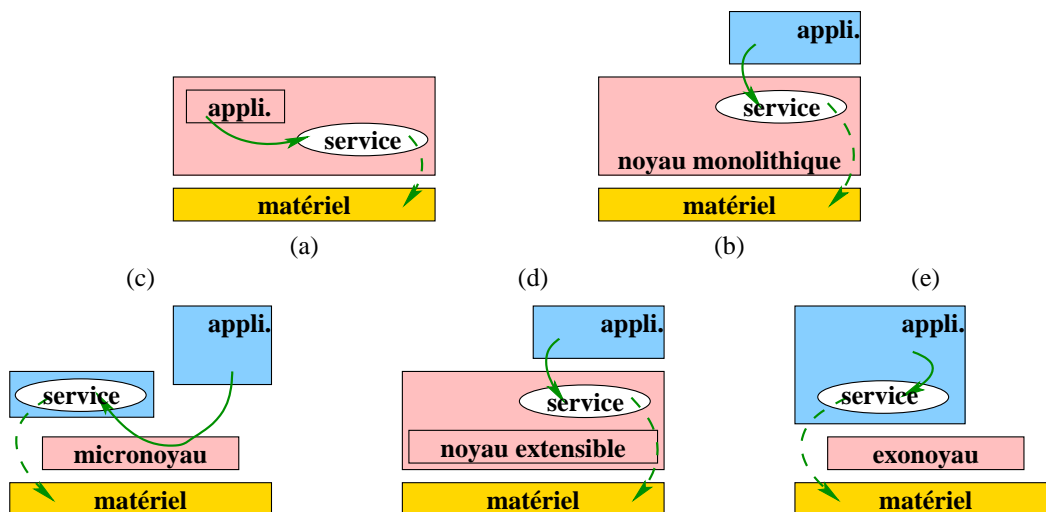 appli.
appli.
service
service
noyau monolithique
matériel
matériel
(a)
(b)
(c)
(d)
(e)
appli.
appli.
appli.
service
service
service
micronoyau
noyau extensible
exonoyau
matériel
matériel
matériel